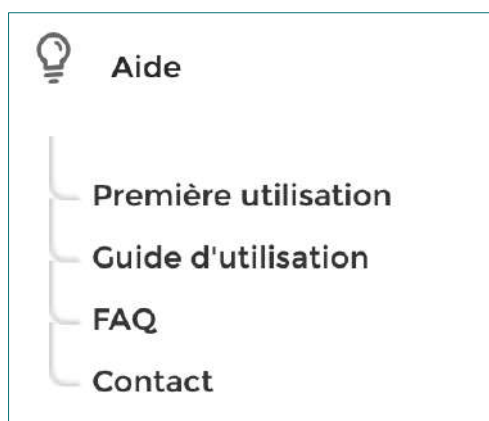 Aide
Première utilisation
Guide d'utilisation
FAQ
Contact